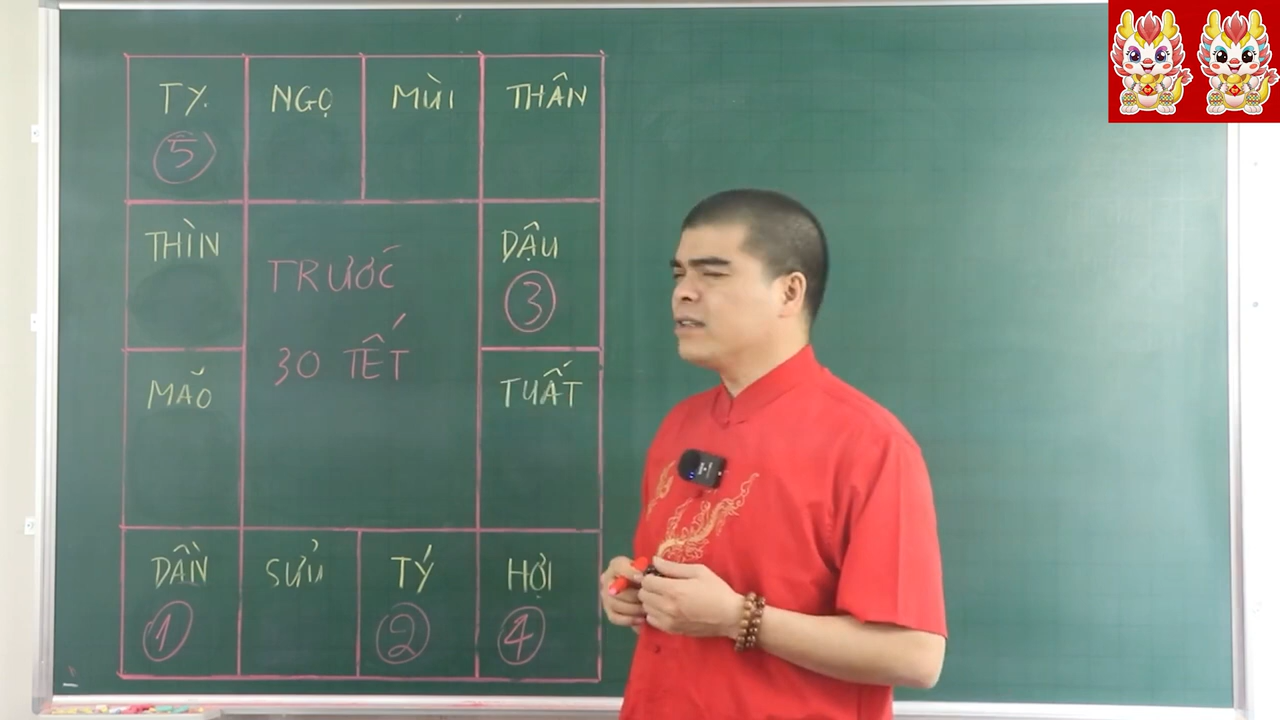 TỴ NGỌ MÙI THÂN
5
THÌN DẬU
3
TRƯỚC
30 TẾT
MÃO TUẤT
DẦN SỬU TÝ HỢI
1 2 4